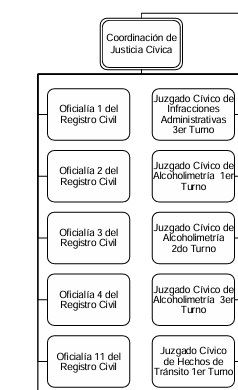 Coordinación de
Justicia Cívica
Oficialía 1 del
Registro Civil
Juzgado Cívico de
Infracciones
Administrativas
3er Turno
Oficialía 2 del
Registro Civil
Juzgado Cívico de
Alcoholimetría 1er
Turno
Oficialía 3 del
Registro Civil
Juzgado Cívico de
Alcoholimetría
2do Turno
Oficialía 4 del
Registro Civil
Juzgado Cívico de
Alcoholimetría 3er
Turno
Oficialía 11 del
Registro Civil
Juzgado Cívico
de Hechos de
Tránsito 1er Turno